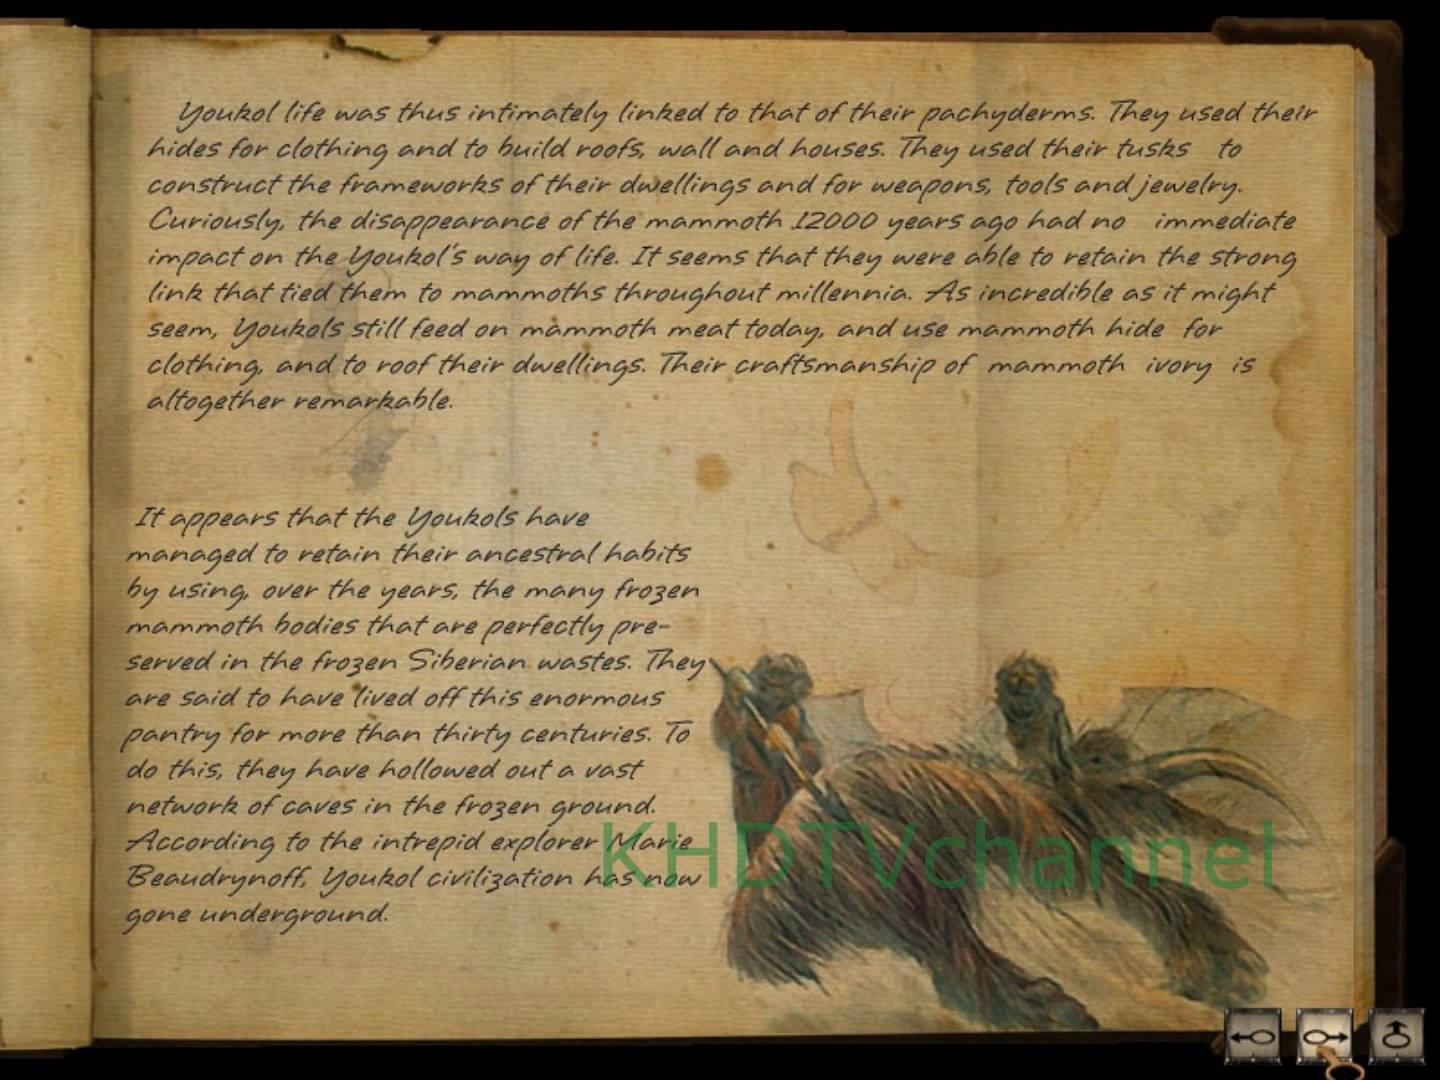 Youkol life was thus intimately linked to that of their pachyderms. They used their
hides for clothing and to build roofs, wall and houses. They used their tusks to
construct the frameworks of their dwellings and for weapons, tools and jewelry.
Curiously, the disappearance of the mammoth 12000 years ago had no immediate
impact on the Youkol's way of life. It seems that they were able to retain the strong
link that tied them to mammoths throughout millennia. As incredible as it might
seem, Youkols still feed on mammoth meat today, and use mammoth hide for
clothing, and to roof their dwellings. Their craftsmanship of mammoth ivory is
altogether remarkable.
It appears that the Youkols have
managed to retain their ancestral habits
by using, over the years, the many frozen
mammoth bodies that are perfectly pre-
served in the frozen Siberian wastes. They
are said to have lived off this enormous
pantry for more than thirty centuries. To
do this, they have hollowed out a vast
network of caves in the frozen ground.
According to the intrepid explorer Marie
Beaudrynoff, Youkol civilization has now
gone underground.
KHDTVchannel